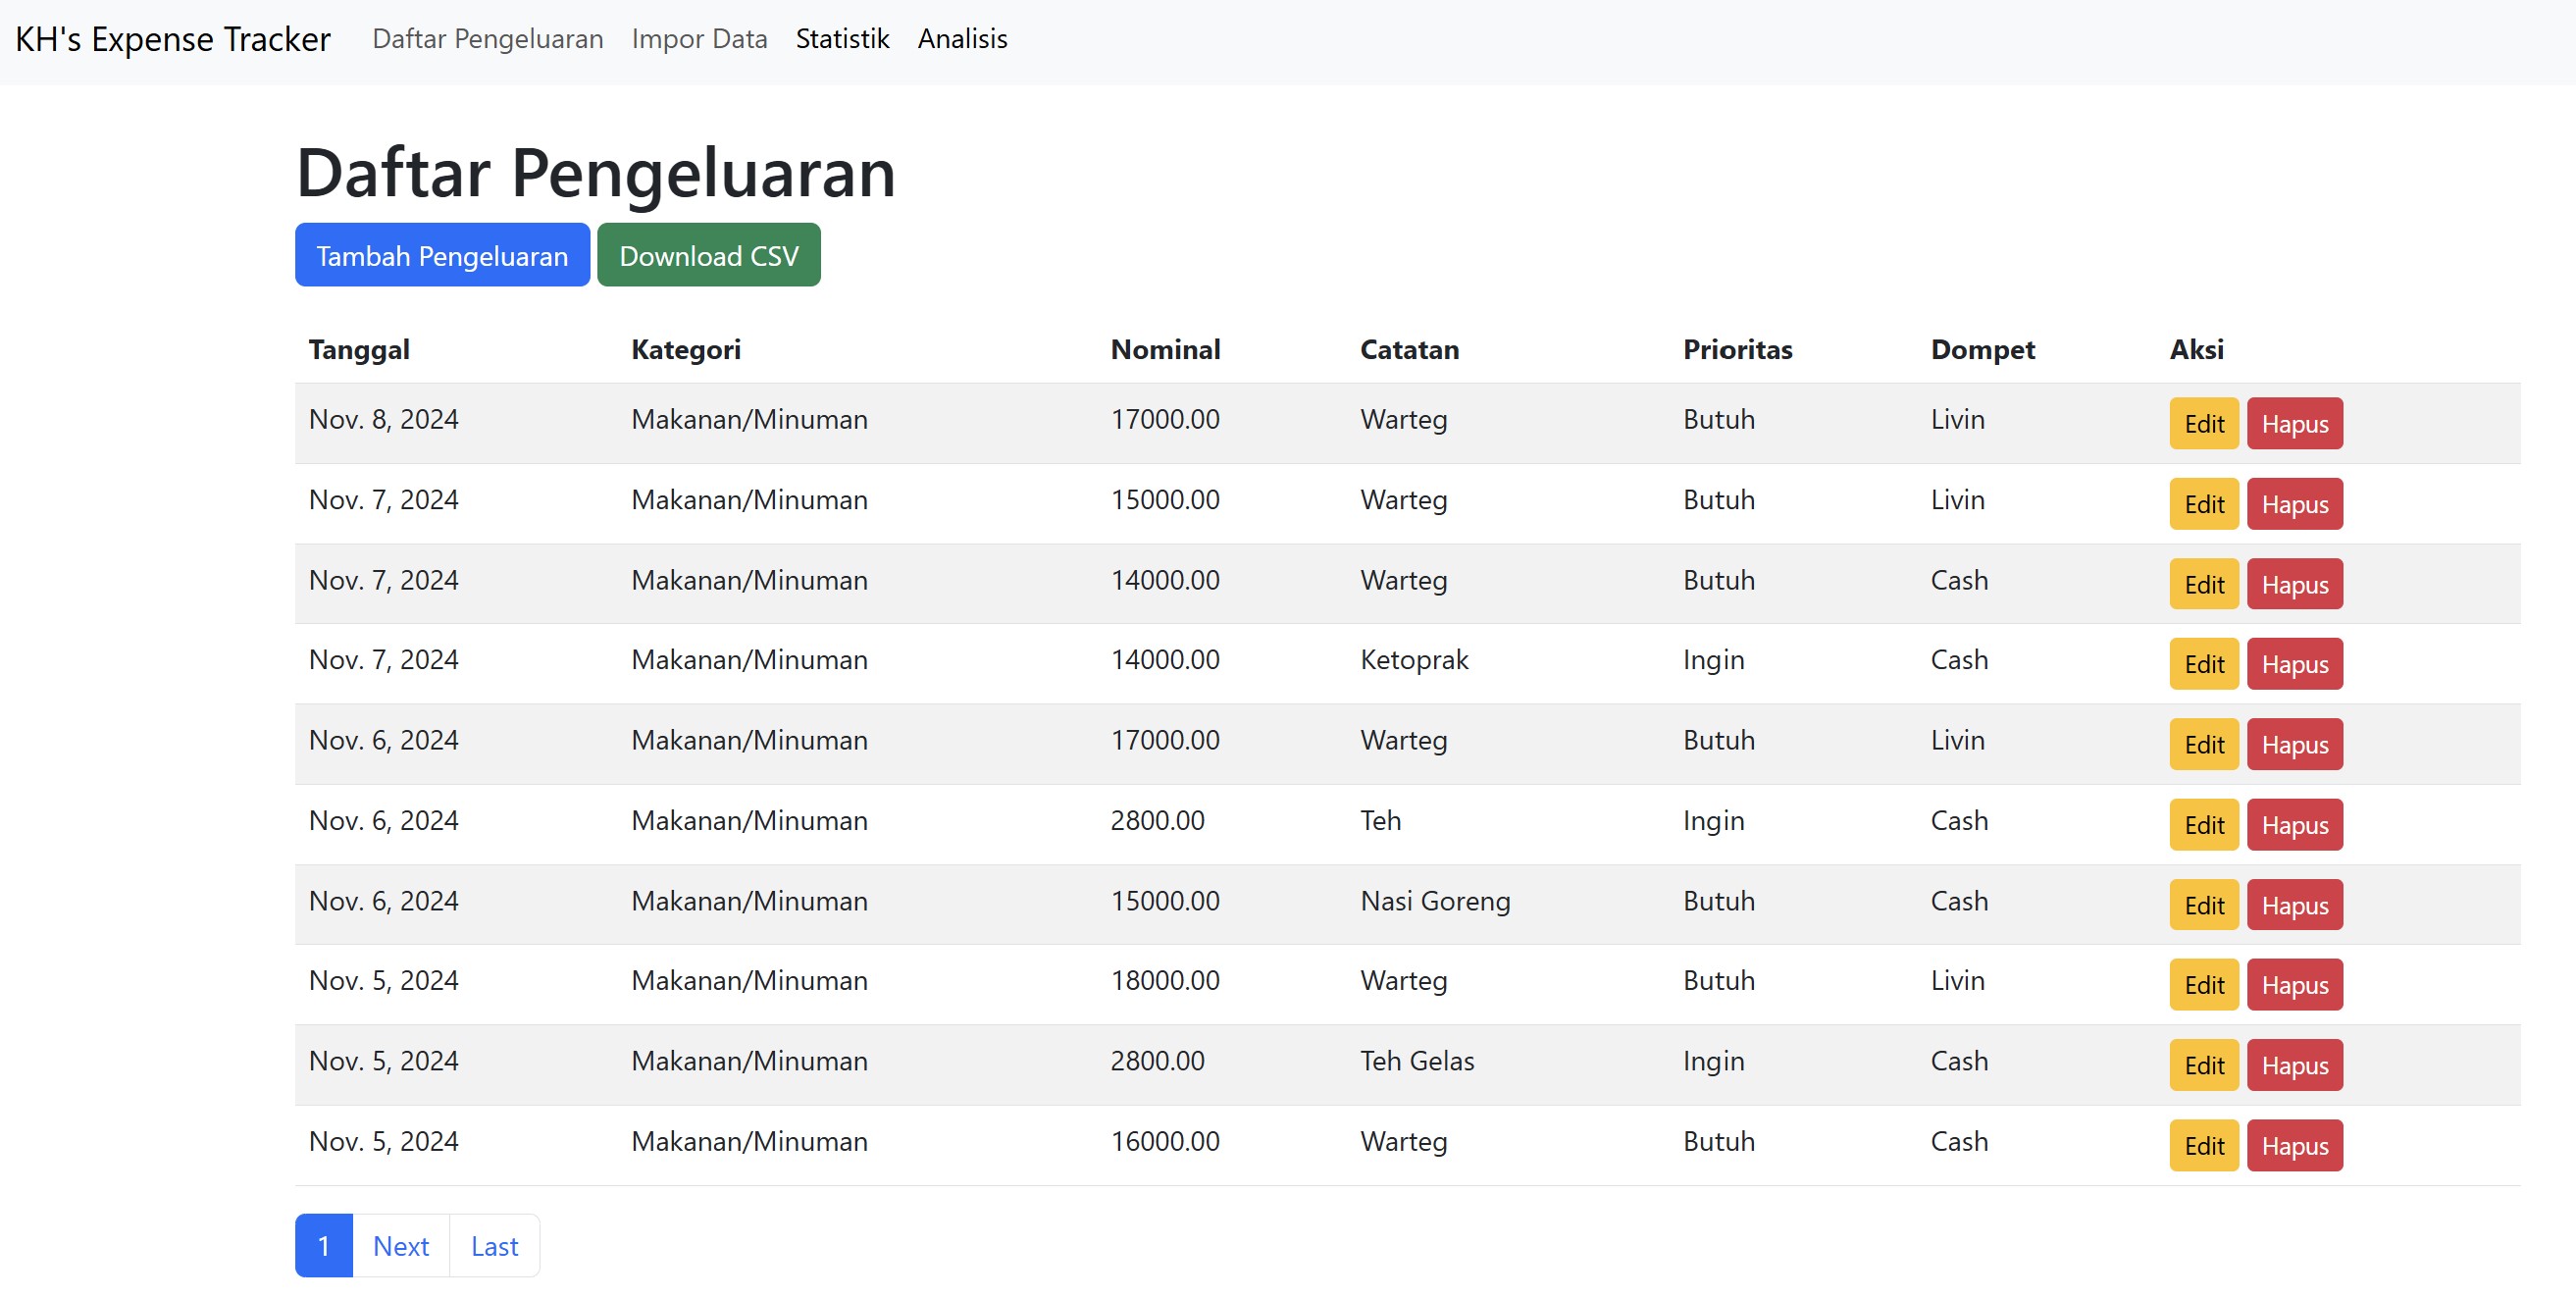 KH's Expense Tracker Daftar Pengeluaran Impor Data Statistik Analisis
Daftar Pengeluaran
Tambah Pengeluaran Download CSV
Tanggal Kategori Nominal Catatan Prioritas Dompet Aksi
Nov. 8, 2024 Makanan/Minuman 17000.00 Warteg Butuh Livin Edit Hapus
Nov. 7, 2024 Makanan/Minuman 15000.00 Warteg Butuh Livin Edit Hapus
Nov. 7, 2024 Makanan/Minuman 14000.00 Warteg Butuh Cash Edit Hapus
Nov. 7, 2024 Makanan/Minuman 14000.00 Ketoprak Ingin Cash Edit Hapus
Nov. 6, 2024 Makanan/Minuman 17000.00 Warteg Butuh Livin Edit Hapus
Nov. 6, 2024 Makanan/Minuman 2800.00 Teh Ingin Cash Edit Hapus
Nov. 6, 2024 Makanan/Minuman 15000.00 Nasi Goreng Butuh Cash Edit Hapus
Nov. 5, 2024 Makanan/Minuman 18000.00 Warteg Butuh Livin Edit Hapus
Nov. 5, 2024 Makanan/Minuman 2800.00 Teh Gelas Ingin Cash Edit Hapus
Nov. 5, 2024 Makanan/Minuman 16000.00 Warteg Butuh Cash Edit Hapus
1 Next Last